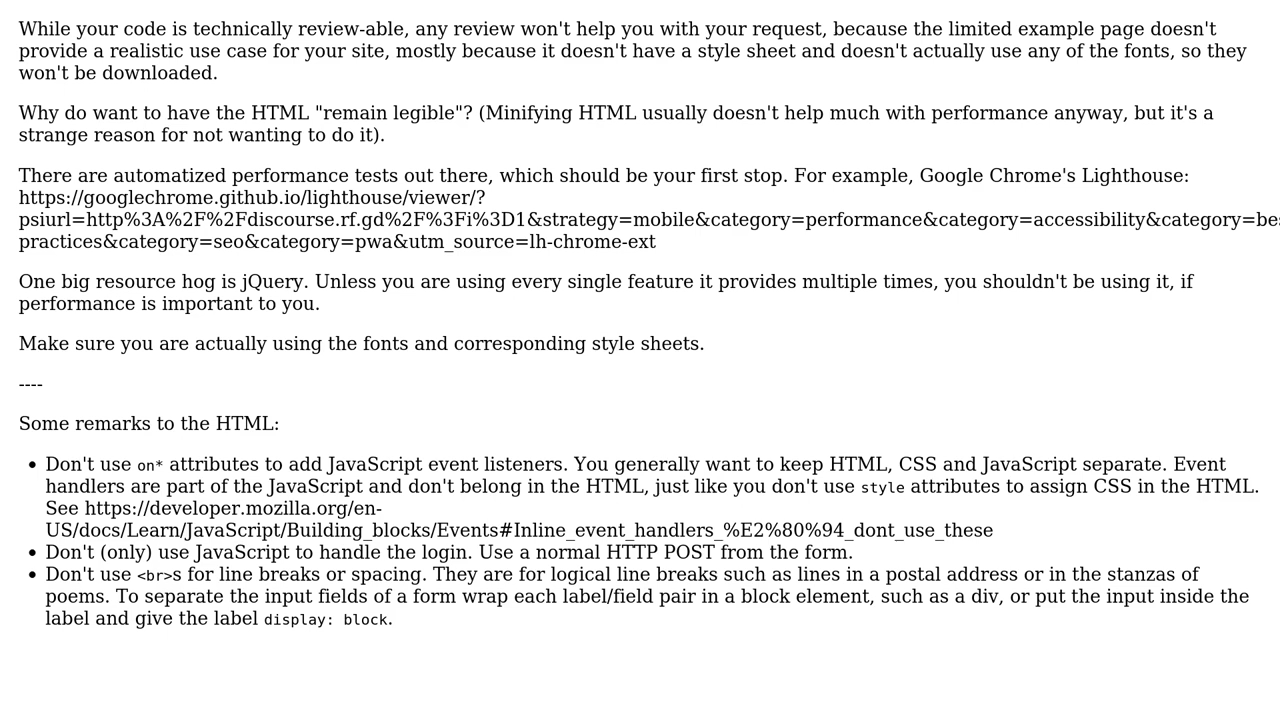 While your code is technically review-able, any review won't help you with your request, because the limited example page doesn't
provide a realistic use case for your site, mostly because it doesn't have a style sheet and doesn't actually use any of the fonts, so they
won't be downloaded.
Why do want to have the HTML "remain legible"? (Minifying HTML usually doesn't help much with performance anyway, but it's a
strange reason for not wanting to do it).
There are automatized performance tests out there, which should be your first stop. For example, Google Chrome's Lighthouse:
https://googlechrome.github.io/lighthouse/viewer/?
psiurl=http%3A%2F%2Fdiscourse.rf.gd%2F%3Fi%3D1&strategy=mobile&category=performance&category=accessibility&category=bes
practices&category=seo&category=pwa&utm_source=lh-chrome-ext
One big resource hog is jQuery. Unless you are using every single feature it provides multiple times, you shouldn't be using it, if
performance is important to you.
Make sure you are actually using the fonts and corresponding style sheets.
----
Some remarks to the HTML:
• Don't use on* attributes to add JavaScript event listeners. You generally want to keep HTML, CSS and JavaScript separate. Event
handlers are part of the JavaScript and don't belong in the HTML, just like you don't use style attributes to assign CSS in the HTML.
See https://developer.mozilla.org/en-
US/docs/Learn/JavaScript/Building_blocks/Events#Inline_event_handlers_%E2%80%94_dont_use_these
• Don't (only) use JavaScript to handle the login. Use a normal HTTP POST from the form.
• Don't use <br>s for line breaks or spacing. They are for logical line breaks such as lines in a postal address or in the stanzas of
poems. To separate the input fields of a form wrap each label/field pair in a block element, such as a div, or put the input inside the
label and give the label display: block.